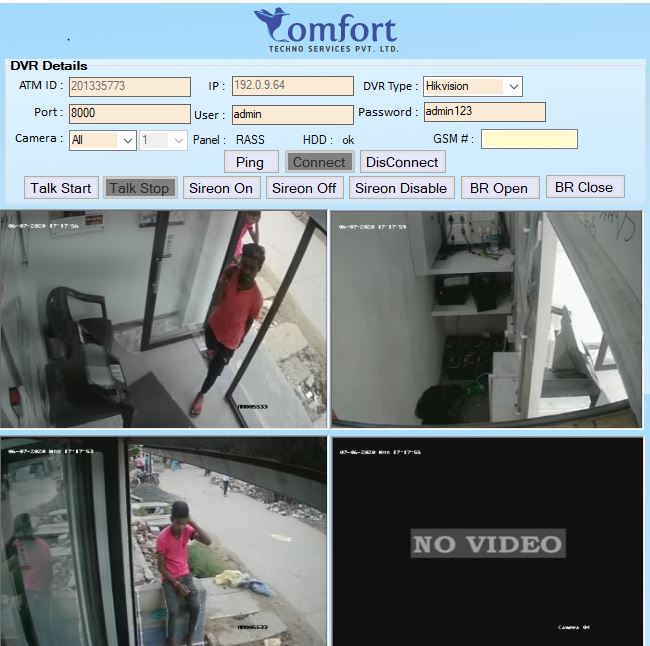 Comfort
TECHNO SERVICES PVT. LTD.
DVR Details
ATM ID : 201335773 IP : 192.0.9.64 DVR Type : Hikvision
Port : 8000 User : admin Password : admin123
Camera : All 1 Panel : RASS HDD : ok GSM # :
Ping Connect DisConnect
Talk Start Talk Stop Sireon On Sireon Off Sireon Disable BR Open BR Close
06-07-2020 17:17:56
06-07-2020 17:17:59
06-07-2020 Mon 17:17:53
07-06-2020 Mon 17:17:55
NO VIDEO
Camera 04